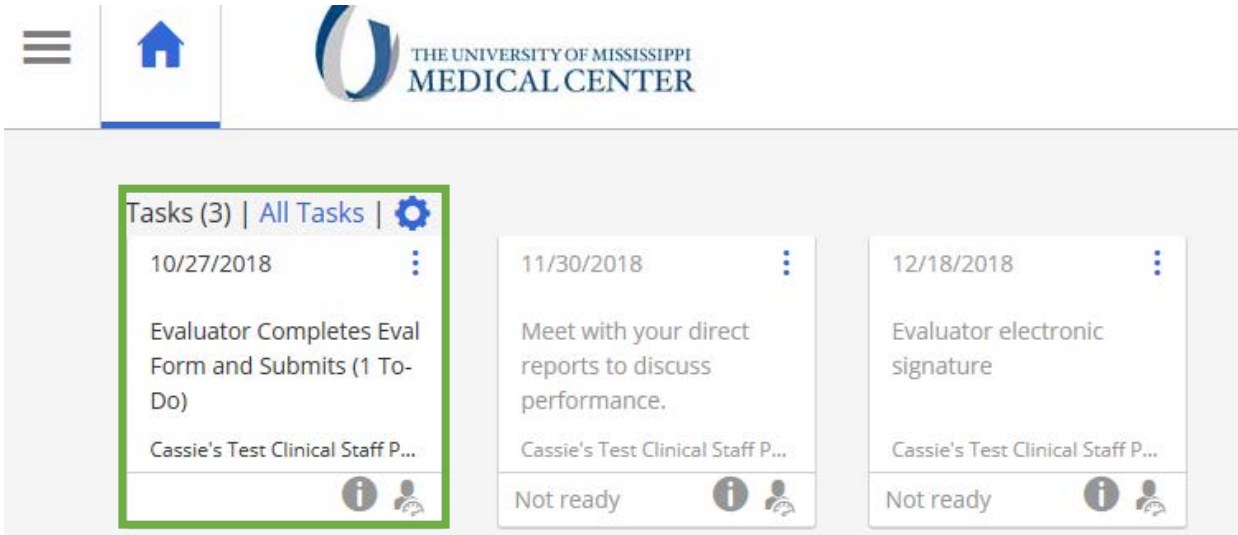 THE UNIVERSITY OF MISSISSIPPI
MEDICAL CENTER
Tasks (3) | All Tasks |
10/27/2018
Evaluator Completes Eval
Form and Submits (1 To-
Do)
Cassie's Test Clinical Staff P...
11/30/2018
Meet with your direct
reports to discuss
performance.
Cassie's Test Clinical Staff P...
Not ready
12/18/2018
Evaluator electronic
signature
Cassie's Test Clinical Staff P...
Not ready